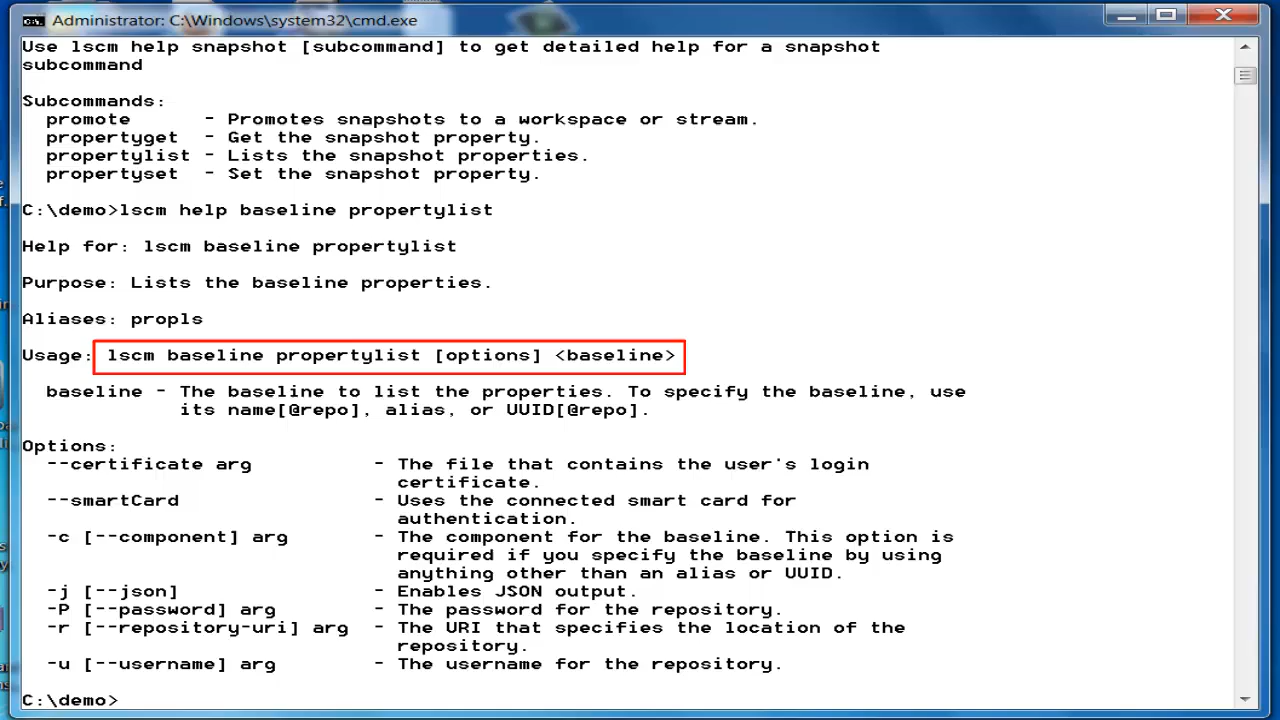 Administrator: C:\Windows\system32\cmd.exe
Use lscm help snapshot [subcommand] to get detailed help for a snapshot
subcommand
Subcommands:
promote - Promotes snapshots to a workspace or stream.
propertyget - Get the snapshot property.
propertylist - Lists the snapshot properties.
propertyset - Set the snapshot property.
C:\demo>lscm help baseline propertylist
Help for: lscm baseline propertylist
Purpose: Lists the baseline properties.
Aliases: propls
Usage: lscm baseline propertylist [options] <baseline>
baseline - The baseline to list the properties. To specify the baseline, use
its name[@repo], alias, or UUID[@repo].
Options:
--certificate arg - The file that contains the user's login
certificate.
--smartCard - Uses the connected smart card for
authentication.
-c [--component] arg - The component for the baseline. This option is
required if you specify the baseline by using
anything other than an alias or UUID.
-j [--json] - Enables JSON output.
-P [--password] arg - The password for the repository.
-r [--repository-uri] arg - The URI that specifies the location of the
repository.
-u [--username] arg - The username for the repository.
C:\demo>